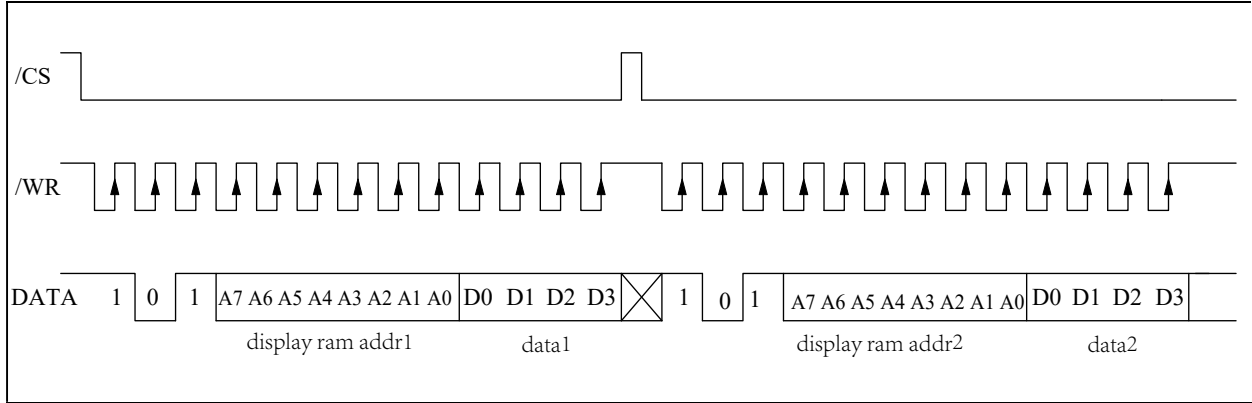 /CS
/WR
DATA 1 0 1 A7 A6 A5 A4 A3 A2 A1 A0 D0 D1 D2 D3 1 0 1 A7 A6 A5 A4 A3 A2 A1 A0 D0 D1 D2 D3
display ram addr1 data1 display ram addr2 data2